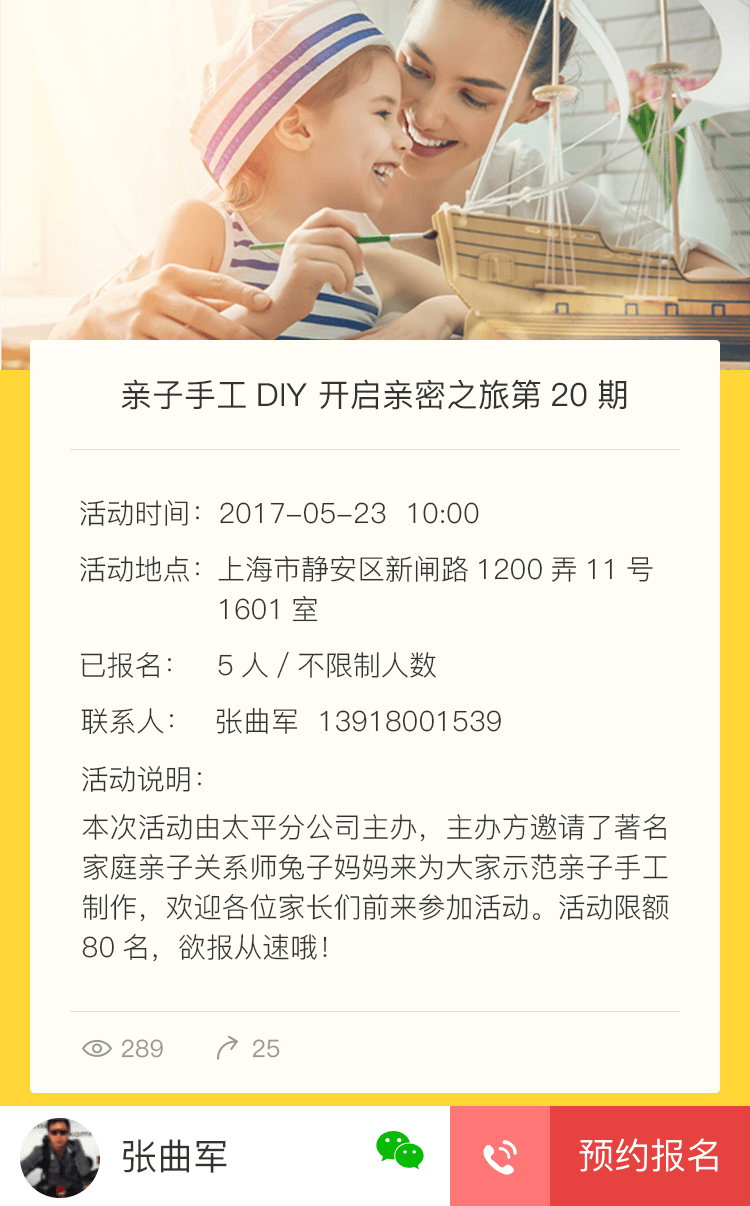 亲子手工 DIY 开启亲密之旅第 20 期
活动时间：2017-05-23 10:00
活动地点：上海市静安区新闸路 1200 弄 11 号
1601 室
已报名： 5 人 / 不限制人数
联系人： 张曲军 13918001539
活动说明：
本次活动由太平分公司主办，主办方邀请了著名
家庭亲子关系师兔子妈妈来为大家示范亲子手工
制作，欢迎各位家长们前来参加活动。活动限额
80 名，欲报从速哦！
289 25
张曲军 预约报名